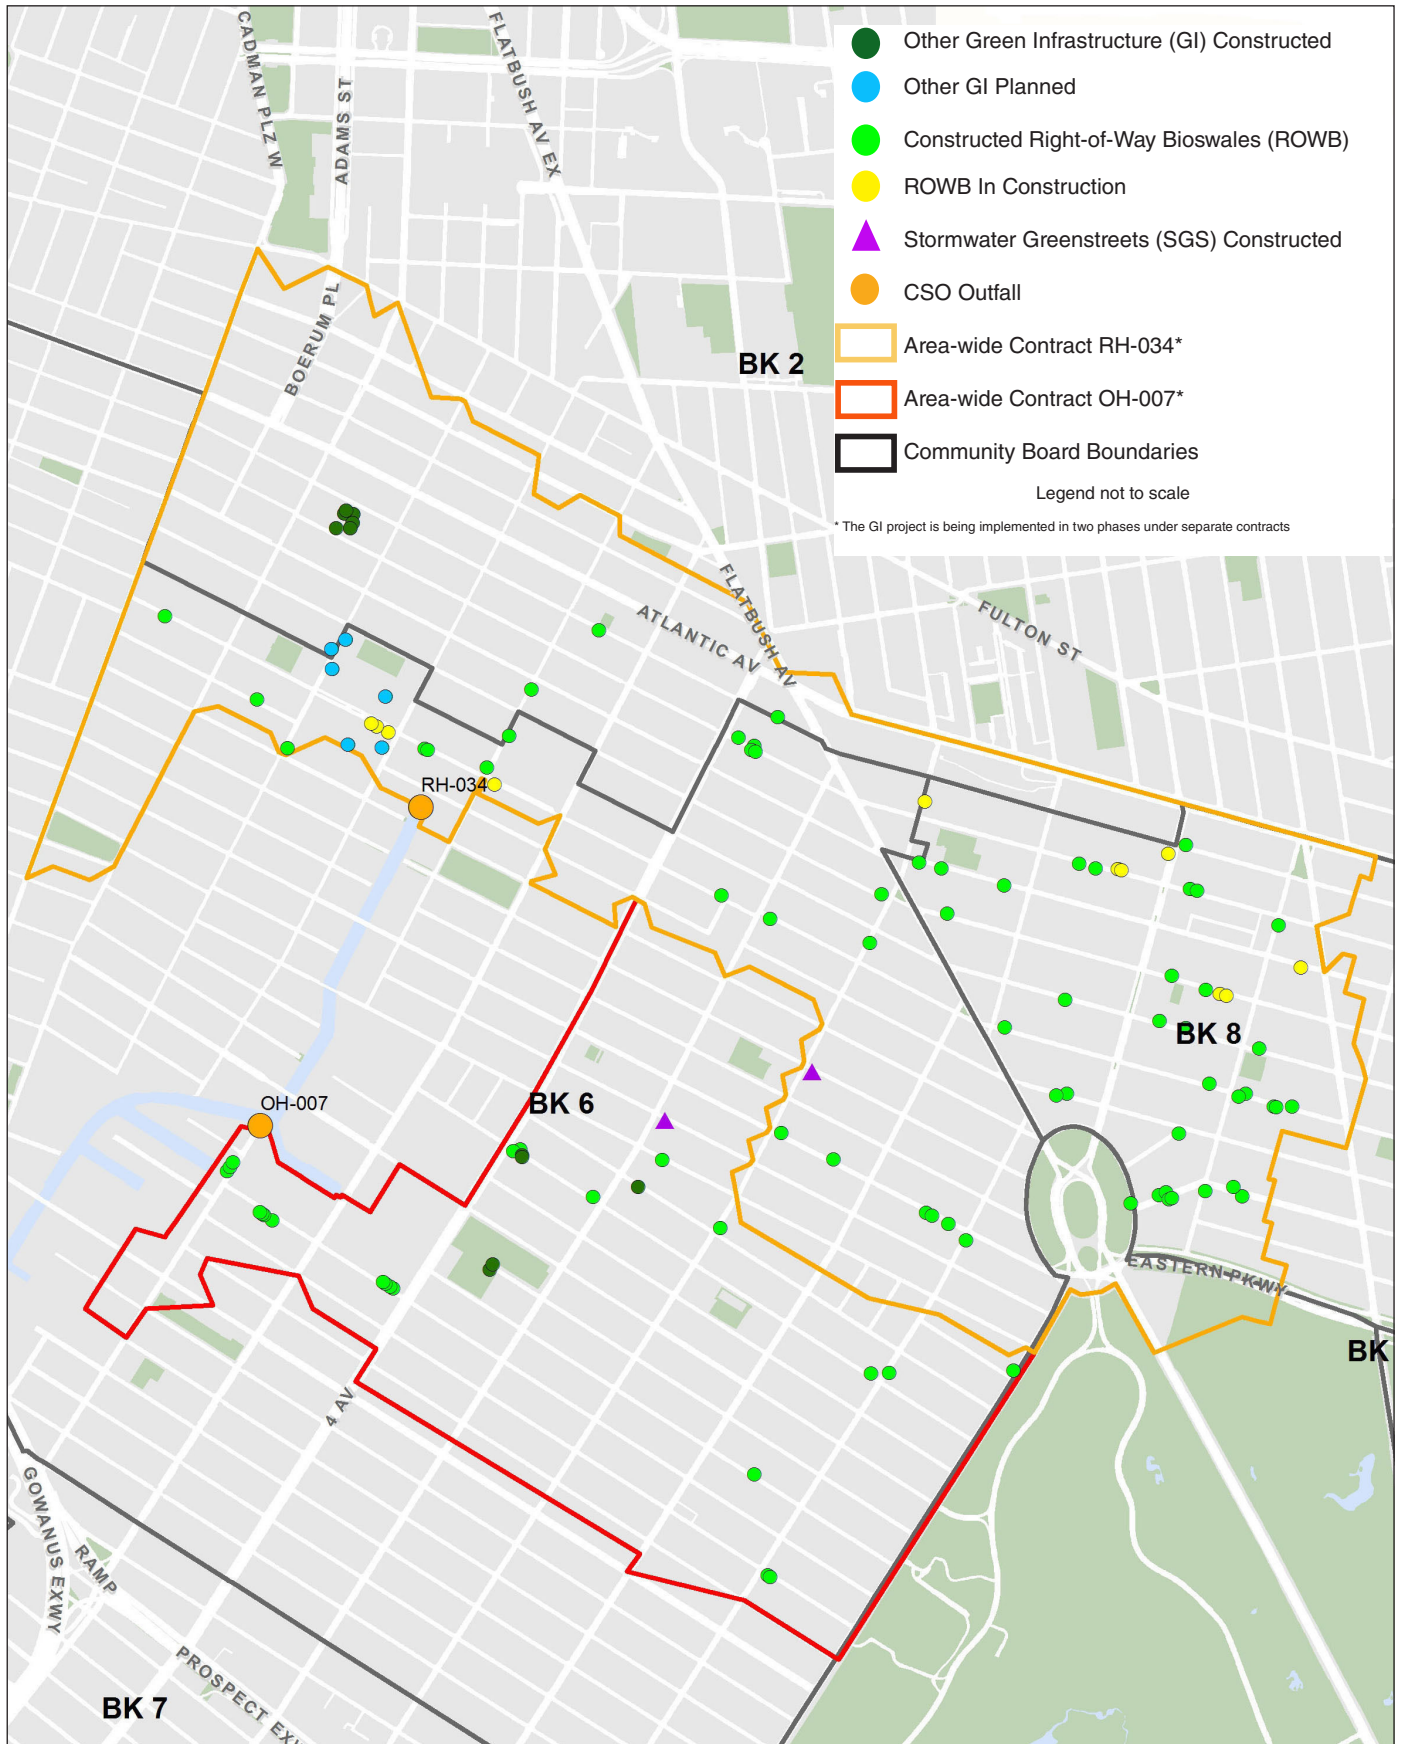 Other Green Infrastructure (GI) Constructed
Other GI Planned
Constructed Right-of-Way Bioswales (ROWB)
ROWB In Construction
Stormwater Greenstreets (SGS) Constructed
CSO Outfall
Area-wide Contract RH-034*
Area-wide Contract OH-007*
Community Board Boundaries
Legend not to scale
* The GI project is being implemented in two phases under separate contracts
CADMAN PLZ W
ADAMS ST
FLATBUSH AV EX
BOERUM PL
BK 2
FLATBUSH AV
ATLANTIC AV
FULTON ST
RH-034
BK 8
OH-007
BK 6
EASTERN PKWY
BK
4 AV
GOWANUS EXWY
RAMP
PROSPECT
BK 7